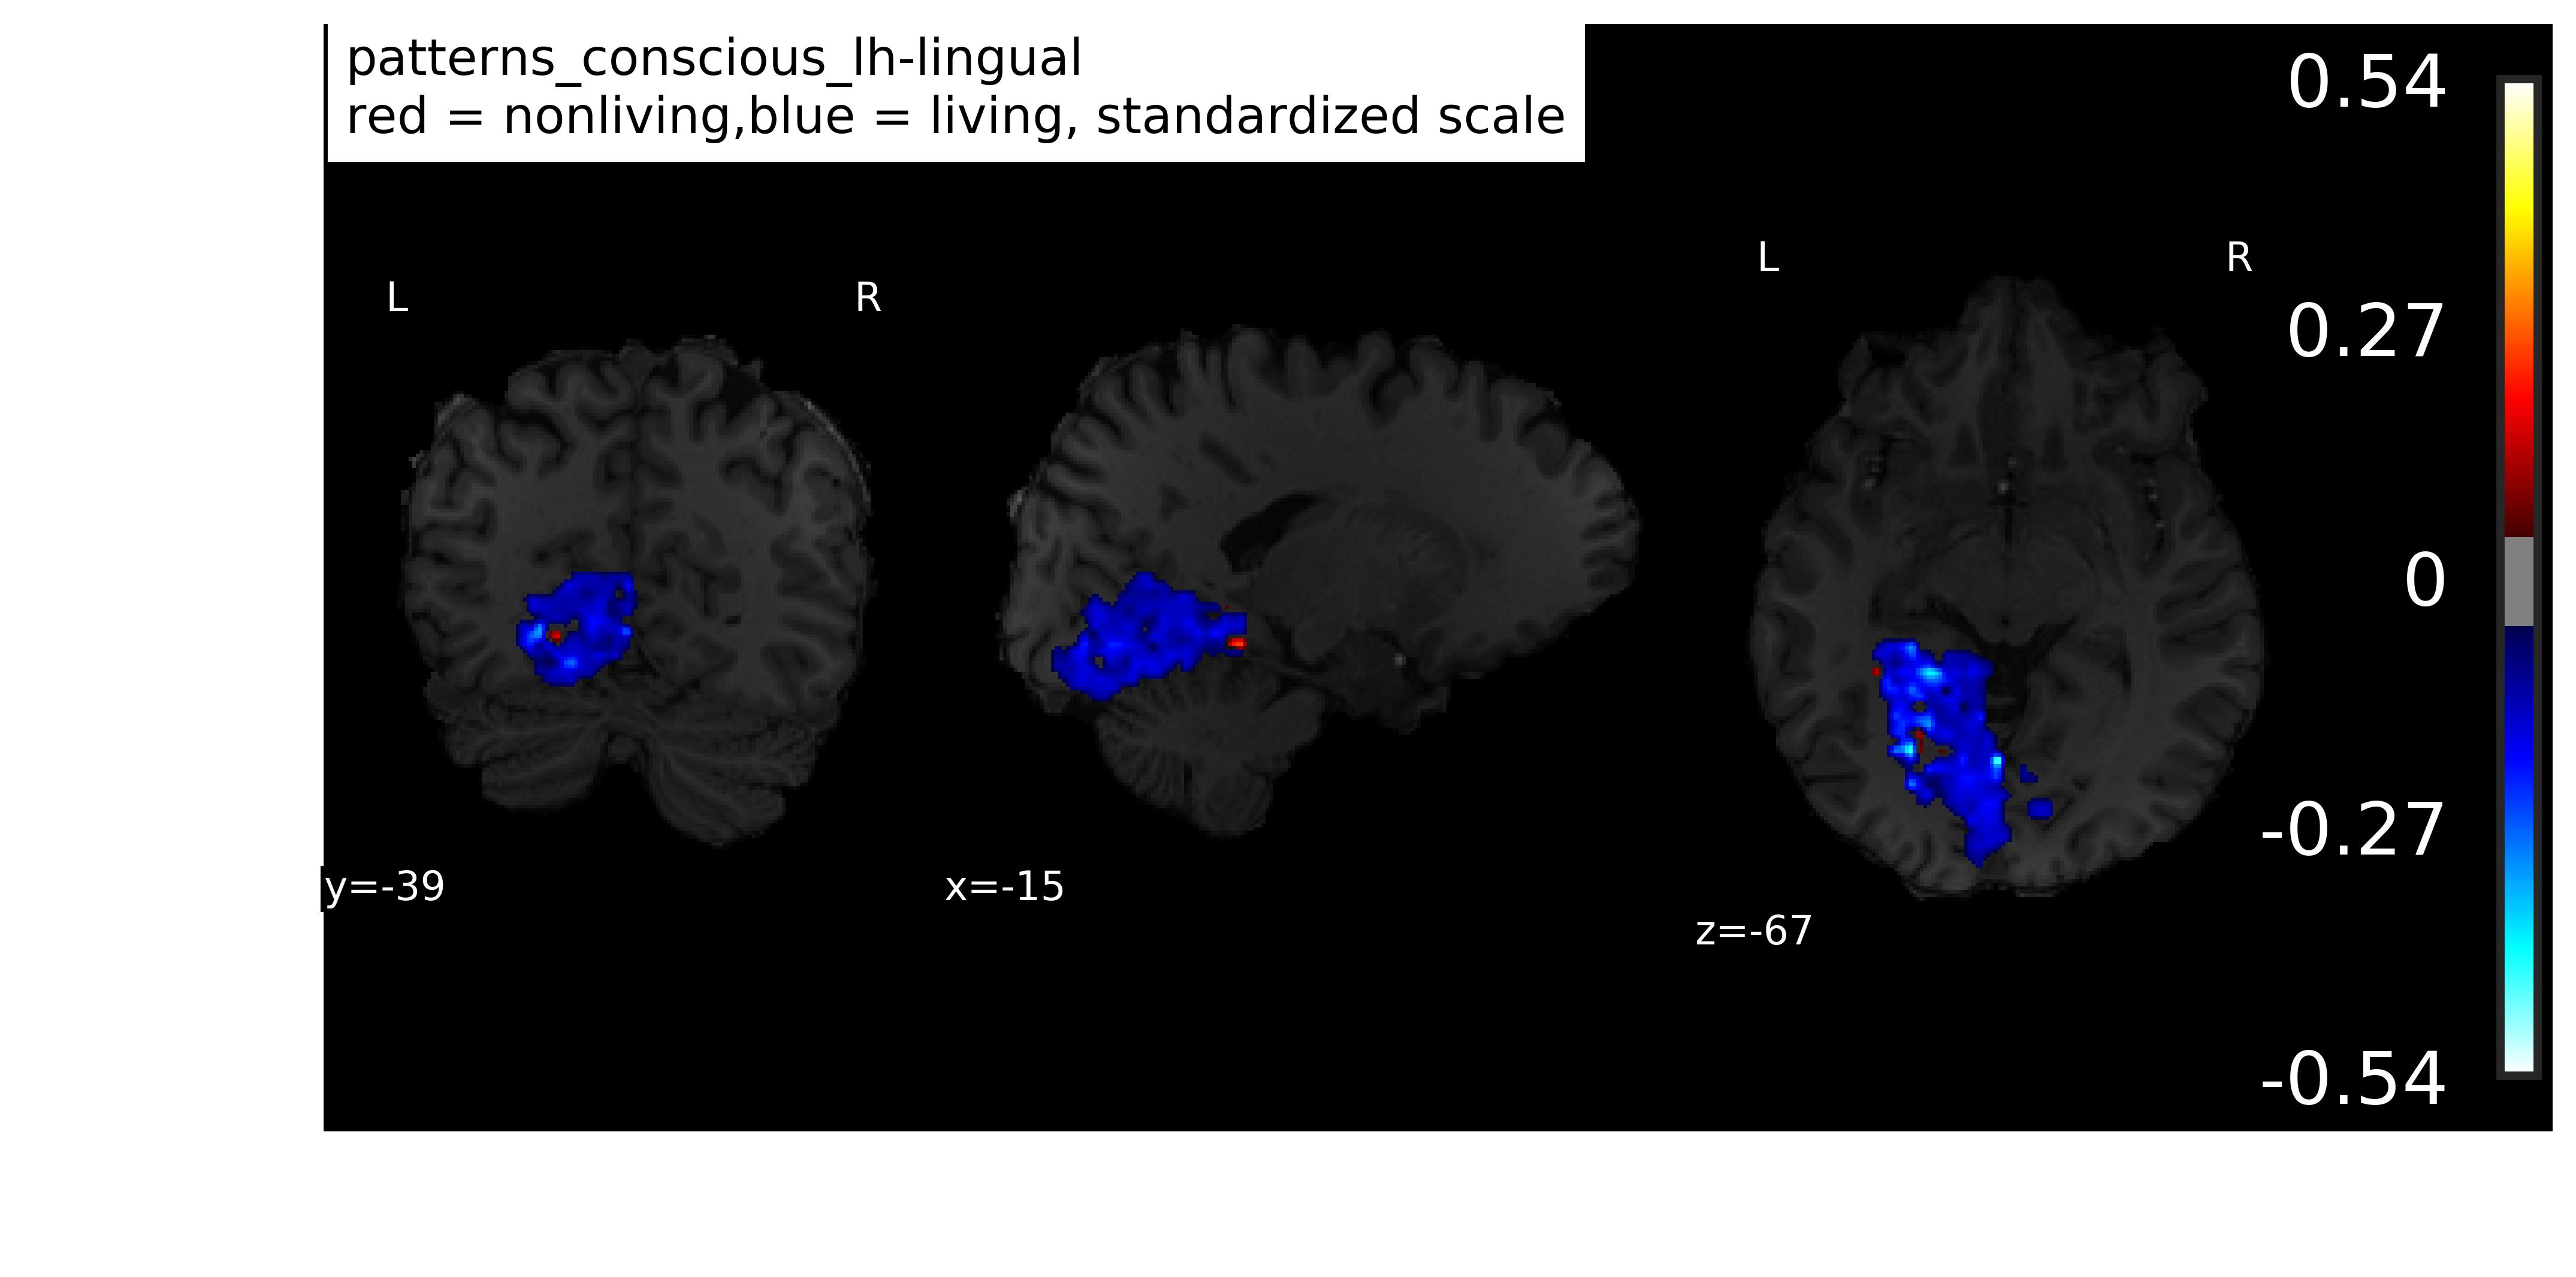 patterns_conscious_lh-lingual
red = nonliving,blue = living, standardized scale
L
R
y=-39
x=-15
L
R
z=-67
0.54
0.27
0
-0.27
-0.54